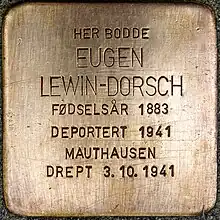 HER BODDE
EUGEN
LEWIN-DORSCH
FØDSELSÅR 1883
DEPORTERT 1941
MAUTHAUSEN
DREPT 3.10.1941